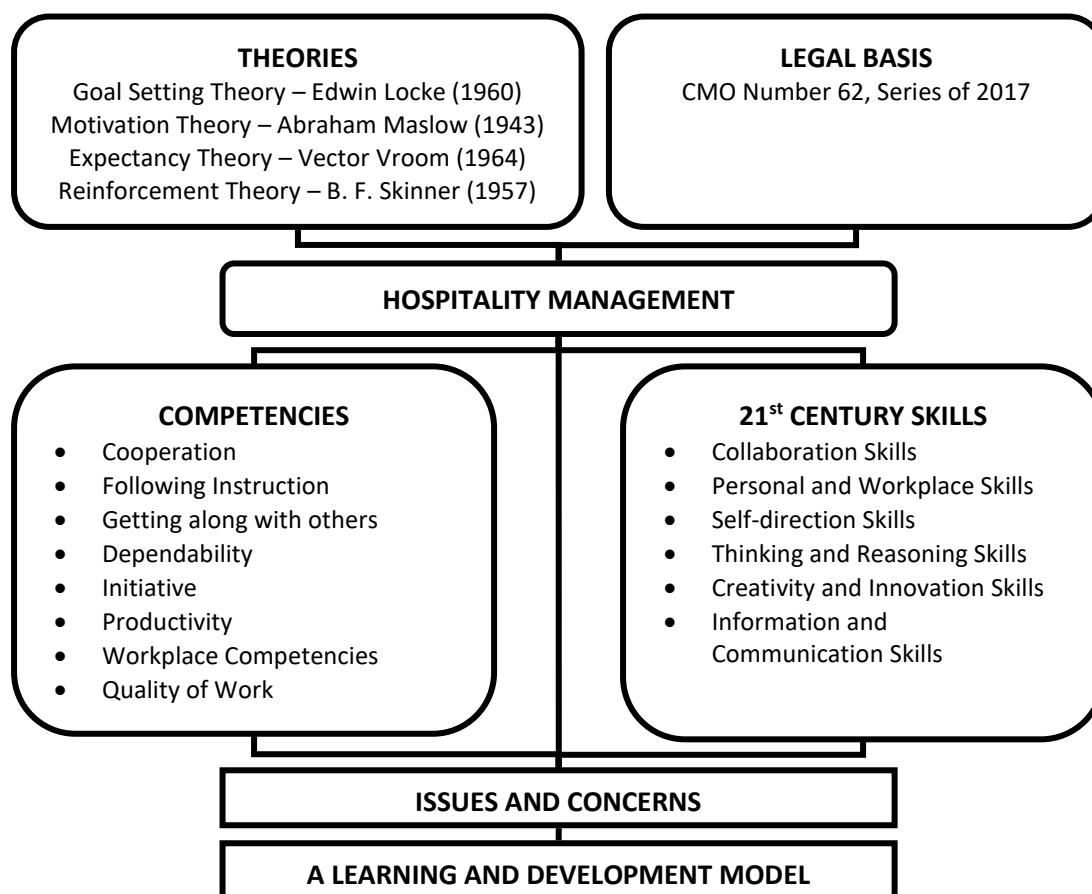 THEORIES
Goal Setting Theory – Edwin Locke (1960)
Motivation Theory – Abraham Maslow (1943)
Expectancy Theory – Vector Vroom (1964)
Reinforcement Theory – B. F. Skinner (1957)
LEGAL BASIS
CMO Number 62, Series of 2017
HOSPITALITY MANAGEMENT
COMPETENCIES
• Cooperation
• Following Instruction
• Getting along with others
• Dependability
• Initiative
• Productivity
• Workplace Competencies
• Quality of Work
21st CENTURY SKILLS
• Collaboration Skills
• Personal and Workplace Skills
• Self-direction Skills
• Thinking and Reasoning Skills
• Creativity and Innovation Skills
• Information and
Communication Skills
ISSUES AND CONCERNS
A LEARNING AND DEVELOPMENT MODEL